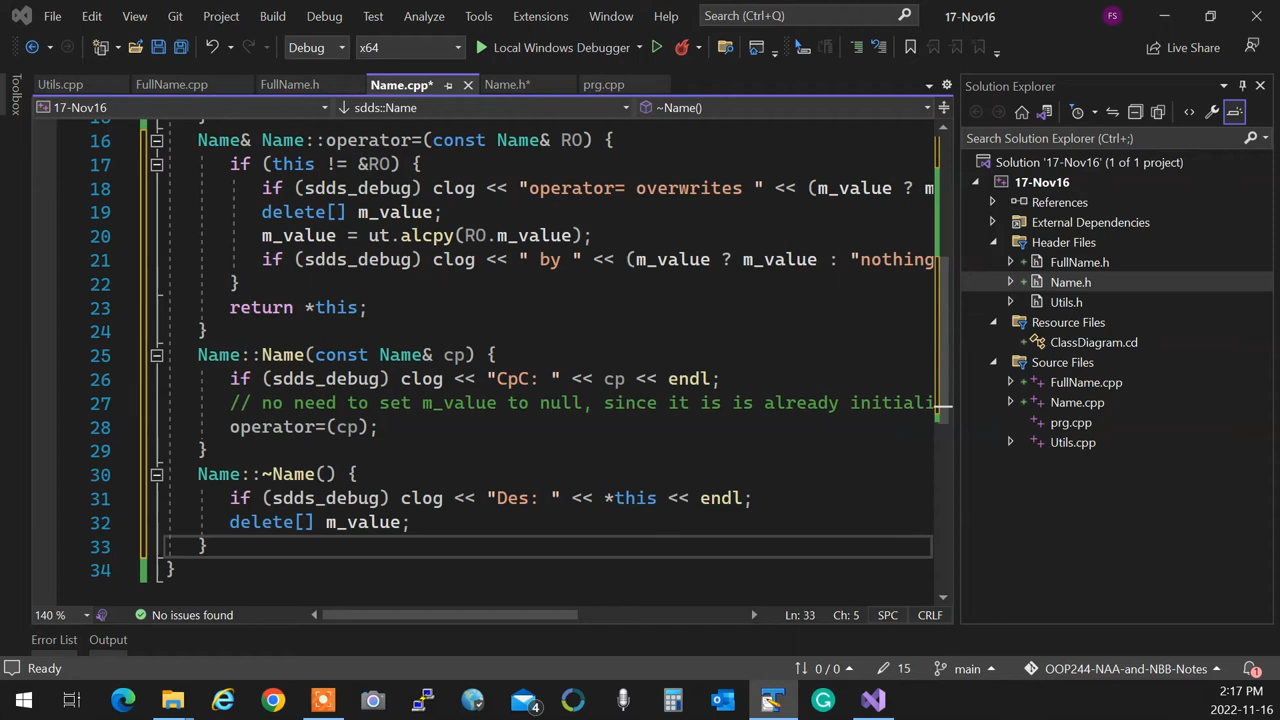 File Edit View Git Project Build Debug Test Analyze Tools Extensions Window Help Search (Ctrl+Q) 17-Nov16 FS
Debug x64 Local Windows Debugger Live Share
Toolbox
Utils.cpp FullName.cpp FullName.h Name.cpp* Name.h* prg.cpp
17-Nov16 sdds::Name ~Name()
16 Name& Name::operator=(const Name& RO) {
17 if (this != &RO) {
18 if (sdds_debug) clog << "operator= overwrites " << (m_value ? m
19 delete[] m_value;
20 m_value = ut.alcpy(RO.m_value);
21 if (sdds_debug) clog << " by " << (m_value ? m_value : "nothing
22 }
23 return *this;
24 }
25 Name::Name(const Name& cp) {
26 if (sdds_debug) clog << "CpC: " << cp << endl;
27 // no need to set m_value to null, since it is is already initiali
28 operator=(cp);
29 }
30 Name::~Name() {
31 if (sdds_debug) clog << "Des: " << *this << endl;
32 delete[] m_value;
33 }
34 }
140 % No issues found Ln: 33 Ch: 5 SPC CRLF
Error List Output
Solution Explorer
Search Solution Explorer (Ctrl+;)
Solution '17-Nov16' (1 of 1 project)
17-Nov16
References
External Dependencies
Header Files
FullName.h
Name.h
Utils.h
Resource Files
ClassDiagram.cd
Source Files
FullName.cpp
Name.cpp
prg.cpp
Utils.cpp
Ready 0 / 0 15 main OOP244-NAA-and-NBB-Notes 1
4
2:17 PM
2022-11-16